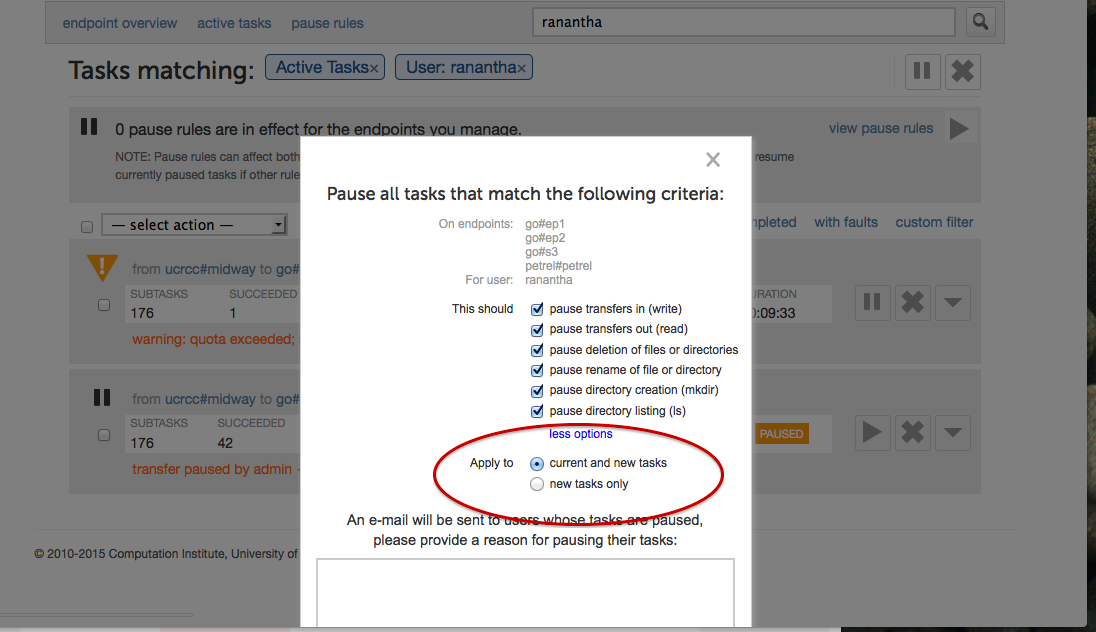 endpoint overview active tasks pause rules ranantha
Tasks matching: Active Tasks× User: ranantha×
0 pause rules are in effect for the endpoints you manage. view pause rules
NOTE: Pause rules can affect both resume
currently paused tasks if other rule
— select action — pleted with faults custom filter
×
Pause all tasks that match the following criteria:
On endpoints: go#ep1
go#ep2
go#s3
petrel#petrel
For user: ranantha
This should pause transfers in (write)
pause transfers out (read)
pause deletion of files or directories
pause rename of file or directory
pause directory creation (mkdir)
pause directory listing (ls)
less options
Apply to current and new tasks
new tasks only
An e-mail will be sent to users whose tasks are paused,
please provide a reason for pausing their tasks:
from ucrcc#midway to go#
SUBTASKS SUCCEEDED URATION
176 1 0:09:33
warning: quota exceeded;
from ucrcc#midway to go#
SUBTASKS SUCCEEDED
176 42 PAUSED
transfer paused by admin -
© 2010-2015 Computation Institute, University of